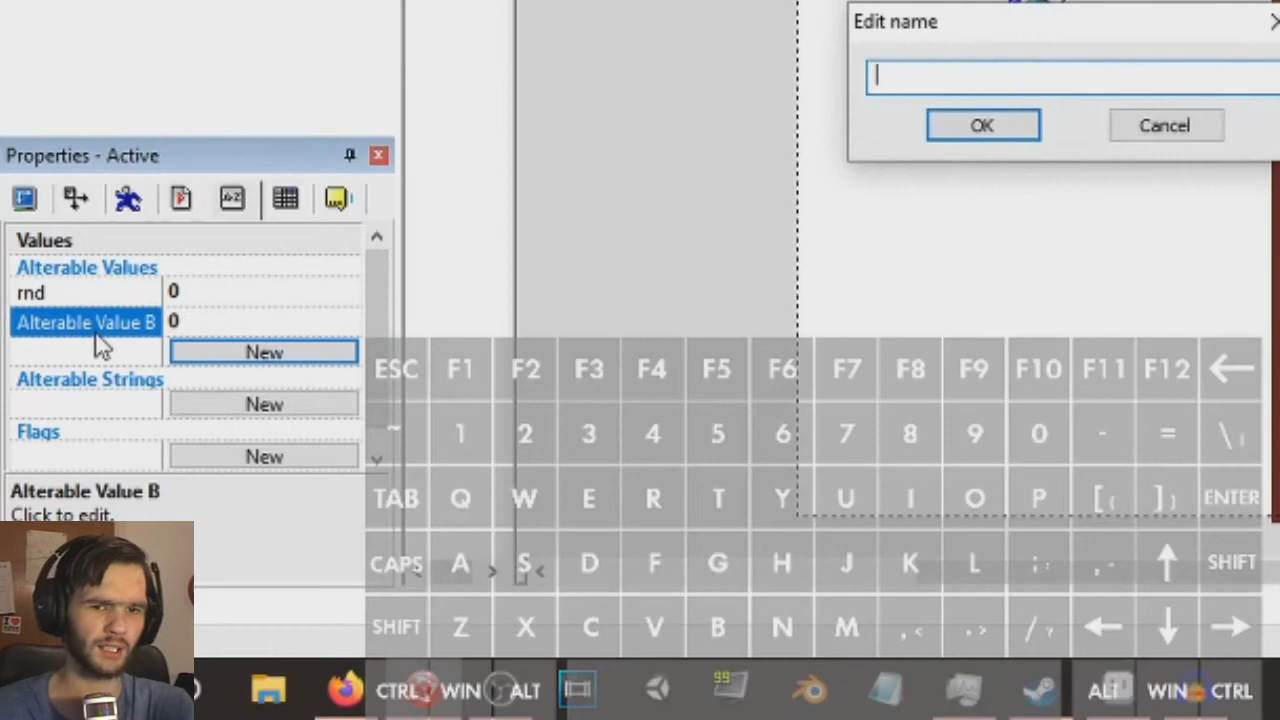 Edit name
OK Cancel
Properties - Active
Values
Alterable Values
rnd 0
Alterable Value B 0
New
Alterable Strings
New
Flags
New
Alterable Value B
Click to edit.
ESC F1 F2 F3 F4 F5 F6 F7 F8 F9 F10 F11 F12 ←
~ 1 2 3 4 5 6 7 8 9 0 - = \ |
TAB Q W E R T Y U I O P [ { ] } ENTER
CAPS A S D F G H J K L ; : , - ↑ SHIFT
SHIFT Z X C V B N M , < . > / ? ← ↓ →
CTRL WIN ALT 99 ALT WIN CTRL